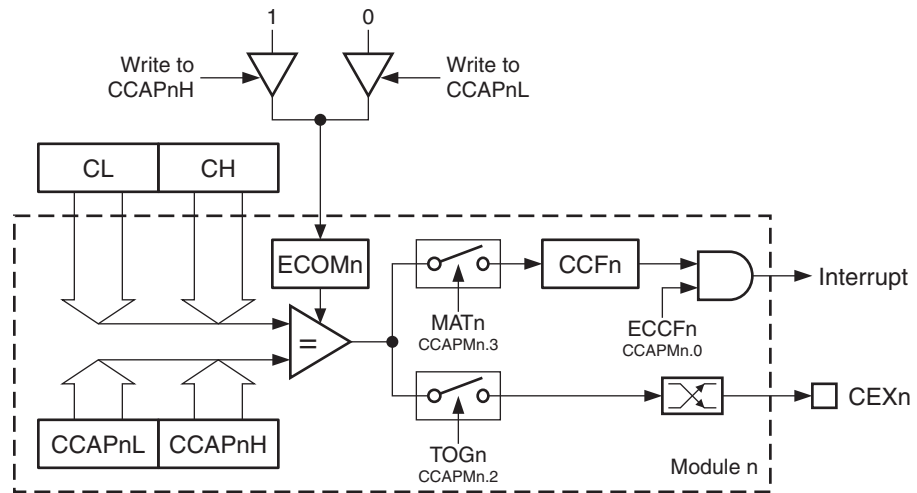 1 0
Write to
CCAPnH
Write to
CCAPnL
CL CH
ECOMn
CCFn
Interrupt
MATn
CCAPMn.3
ECCFn
CCAPMn.0
=
CCAPnL CCAPnH
TOGn
CCAPMn.2
CEXn
Module n